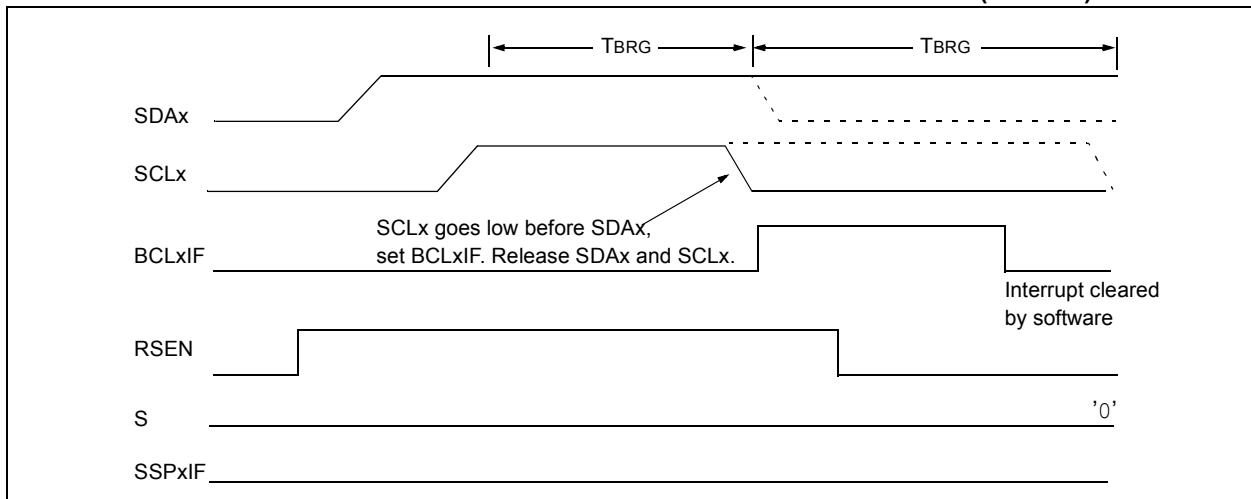 TBRG
TBRG
SDAx
SCLx
SCLx goes low before SDAx,
set BCLxIF. Release SDAx and SCLx.
BCLxIF
Interrupt cleared
by software
RSEN
S
'0'
SSPxIF